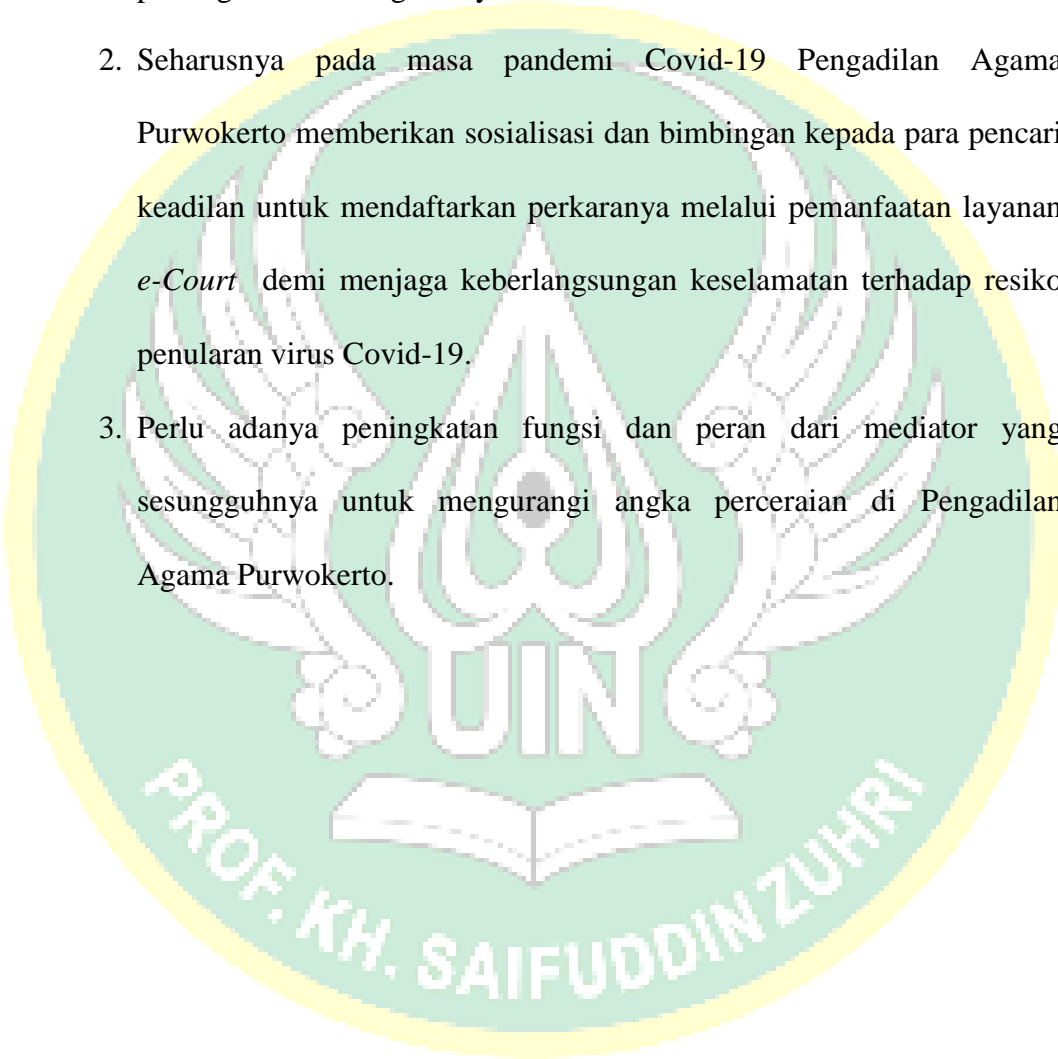 2. Seharusnya pada masa pandemi Covid-19 Pengadilan Agama
Purwokerto memberikan sosialisasi dan bimbingan kepada para pencari
keadilan untuk mendaftarkan perkaranya melalui pemanfaatan layanan
e-Court demi menjaga keberlangsungan keselamatan terhadap resiko
penularan virus Covid-19.
3. Perlu adanya peningkatan fungsi dan peran dari mediator yang
sesungguhnya untuk mengurangi angka perceraian di Pengadilan
Agama Purwokerto.
UIN
PROF. KH. SAIFUDDIN ZUHRI